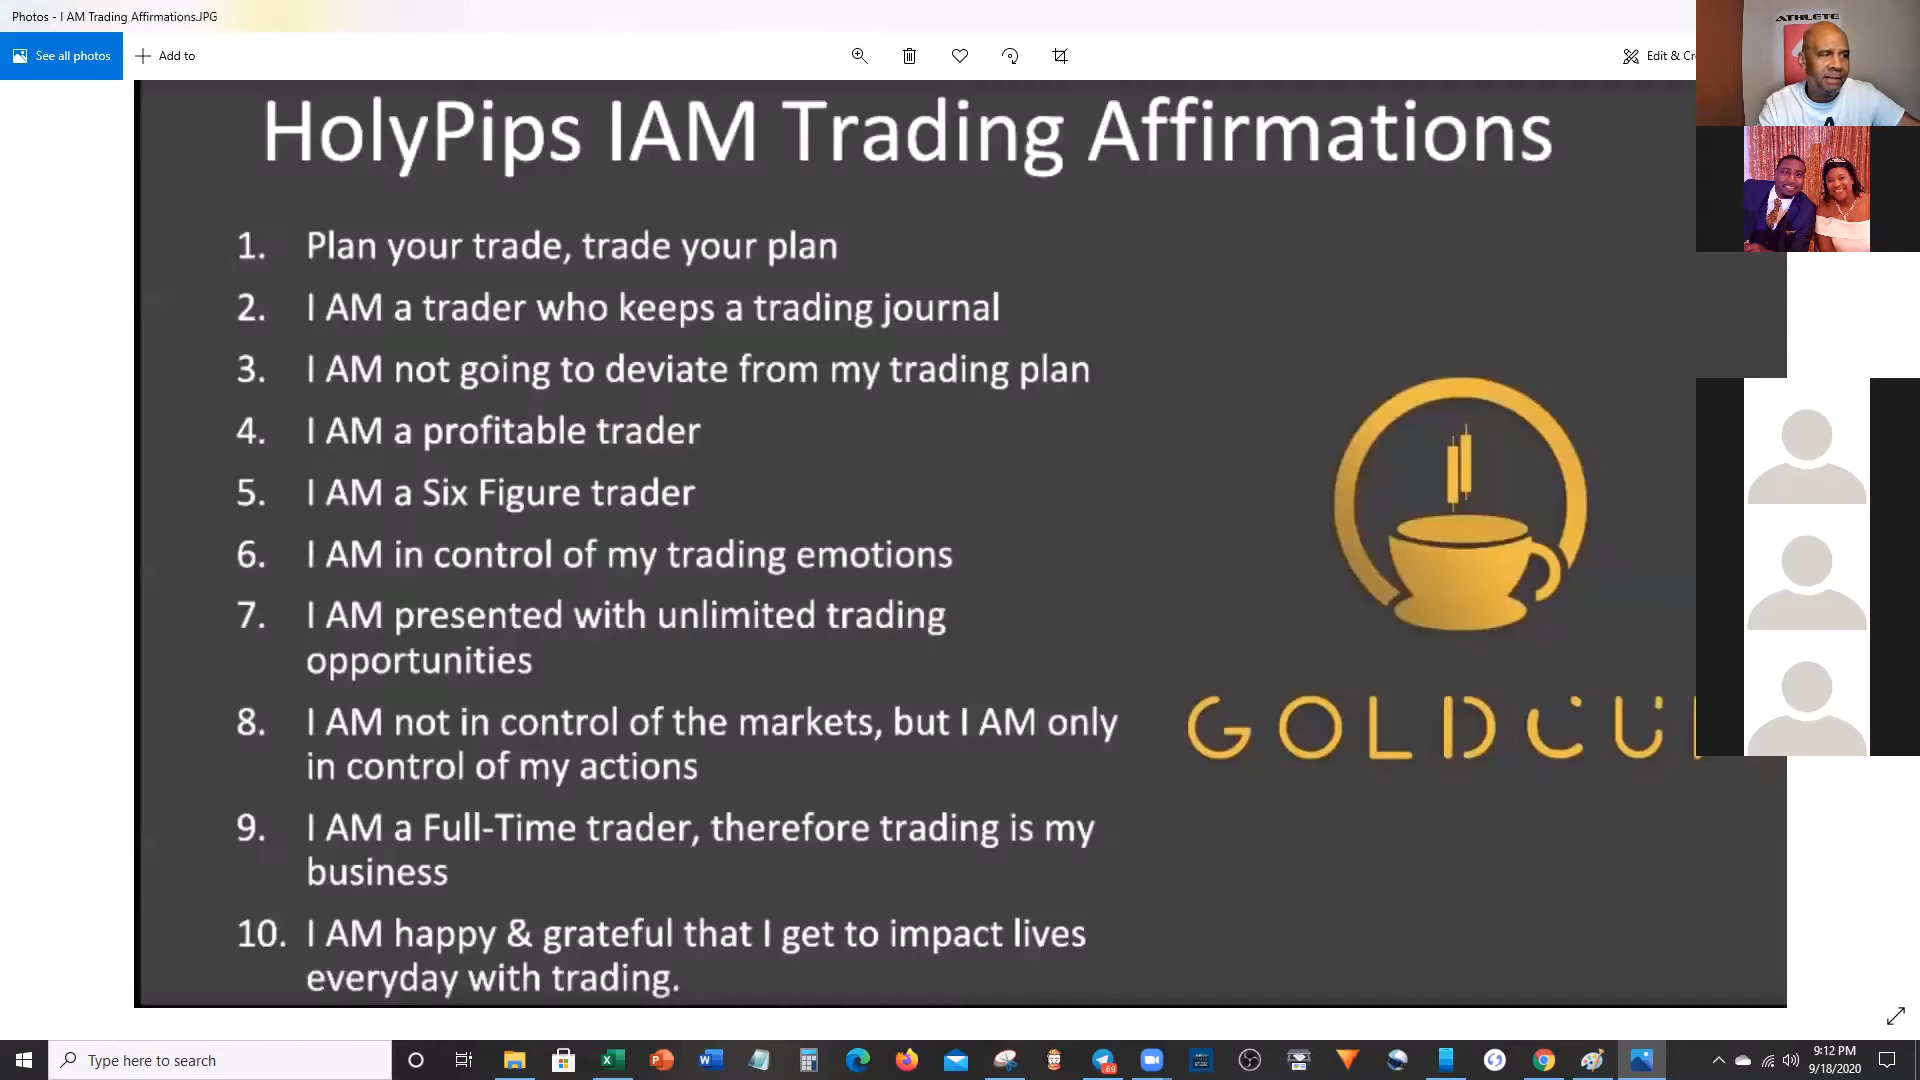 Photos - I AM Trading Affirmations.JPG
See all photos
Add to
Edit & Cr
ATHLETE
HolyPips IAM Trading Affirmations
1. Plan your trade, trade your plan
2. I AM a trader who keeps a trading journal
3. I AM not going to deviate from my trading plan
4. I AM a profitable trader
5. I AM a Six Figure trader
6. I AM in control of my trading emotions
7. I AM presented with unlimited trading
opportunities
8. I AM not in control of the markets, but I AM only
in control of my actions
9. I AM a Full-Time trader, therefore trading is my
business
10. I AM happy & grateful that I get to impact lives
everyday with trading.
GOLDCU
Type here to search
9:12 PM
9/18/2020